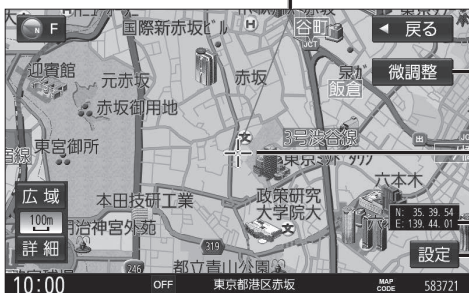 F
国際新赤坂ビル
H
谷町
JCT
戻る
迎賓館
元赤坂
赤坂
飯倉
微調整
赤坂御用地
3号渋谷線
出
東宮御所
東京ミッドタウン
六本木
広域
本田技研工業
政策研究
大学院大
N: 35.39.54
E: 139.44.01
100m
明治神宮外苑
詳細
319
設定
246
都立青山公園
10:00
OFF
東京都港区赤坂
MAP
CODE
583721